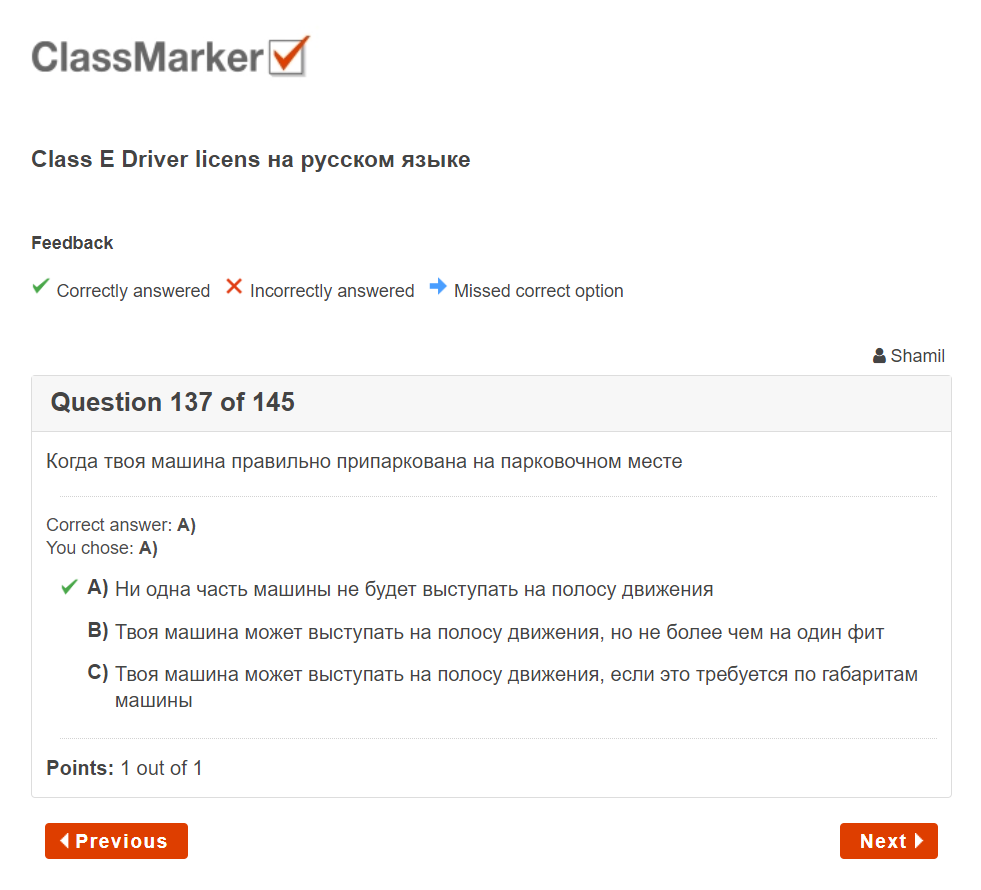 ClassMarker
Class E Driver licens на русском языке
Feedback
Correctly answered Incorrectly answered Missed correct option
Shamil
Question 137 of 145
Когда твоя машина правильно припаркована на парковочном месте
Correct answer: A)
You chose: A)
A) Ни одна часть машины не будет выступать на полосу движения
B) Твоя машина может выступать на полосу движения, но не более чем на один фит
C) Твоя машина может выступать на полосу движения, если это требуется по габаритам
машины
Points: 1 out of 1
Previous
Next